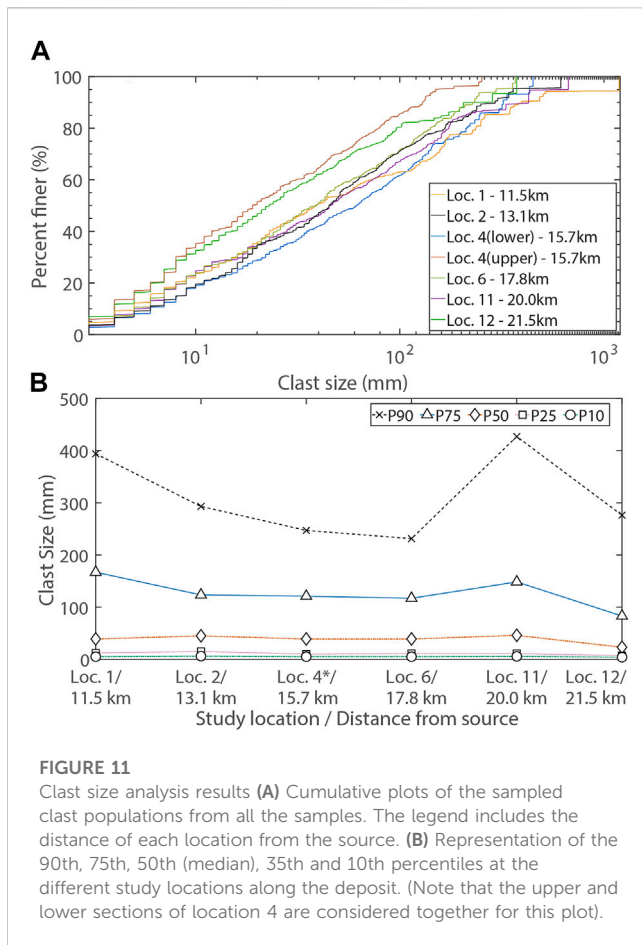 A
100
80
60
40
20
0
Percent finer (%)
10¹
10²
10³
Clast size (mm)
Loc. 1 - 11.5km
Loc. 2 - 13.1km
Loc. 4(lower) - 15.7km
Loc. 4(upper) - 15.7km
Loc. 6 - 17.8km
Loc. 11 - 20.0km
Loc. 12 - 21.5km
B
500
400
300
200
100
0
Clast Size (mm)
P90 P75 P50 P25 P10
Loc. 1/ Loc. 2/ Loc. 4*/ Loc. 6/ Loc. 11/ Loc. 12/
11.5 km 13.1 km 15.7 km 17.8 km 20.0 km 21.5 km
Study location / Distance from source
FIGURE 11
Clast size analysis results (A) Cumulative plots of the sampled
clast populations from all the samples. The legend includes the
distance of each location from the source. (B) Representation of the
90th, 75th, 50th (median), 35th and 10th percentiles at the
different study locations along the deposit. (Note that the upper and
lower sections of location 4 are considered together for this plot).